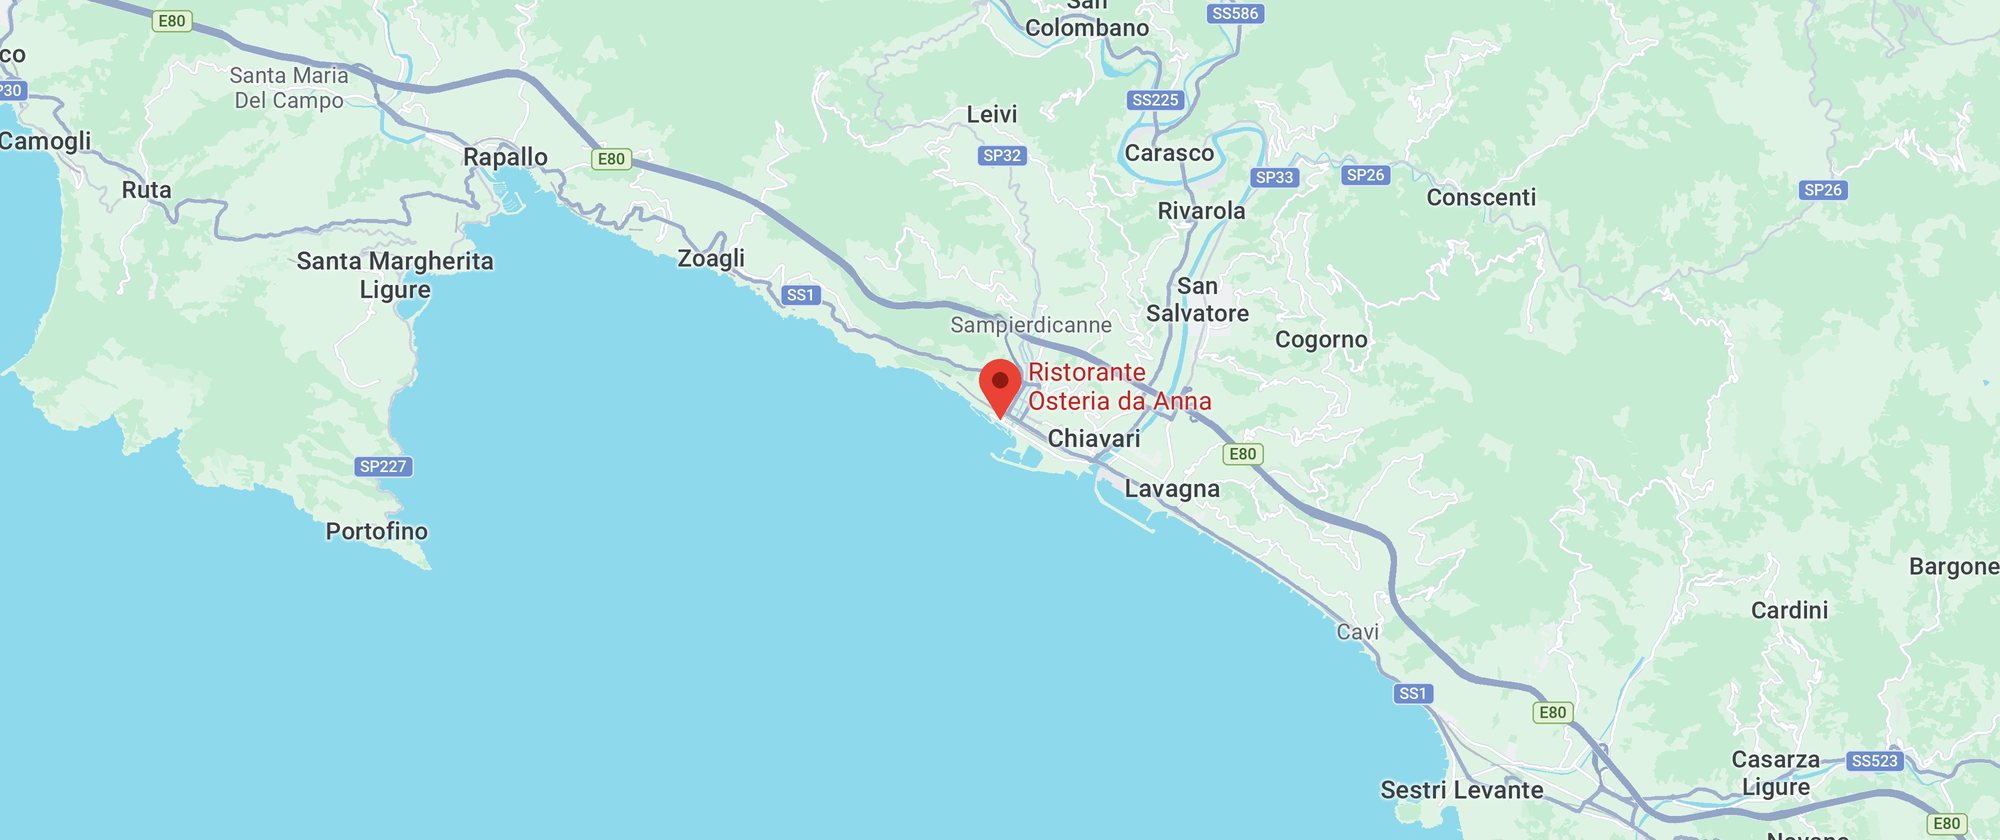 E80
San
Colombano
SS586
co
Santa Maria
Del Campo
P30
SS225
Leivi
Camogli
Rapallo
E80
SP32
Carasco
SP33
SP26
Ruta
Conscenti
SP26
Rivarola
Santa Margherita
Ligure
Zoagli
SS1
San
Salvatore
Sampierdicanne
Cogorno
Ristorante
Osteria da Anna
Chiavari
E80
SP227
Lavagna
Portofino
Bargone
Cardini
Cavi
SS1
E80
Casarza
Ligure
SS523
Sestri Levante
E80